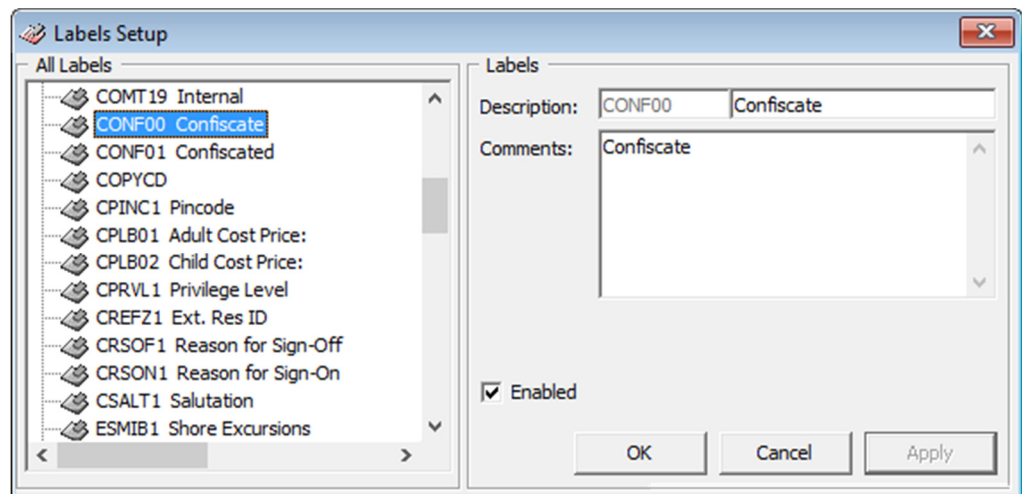 Labels Setup
All Labels
COMT19 Internal
CONF00 Confiscate
CONF01 Confiscated
COPYCD
CPINC1 Pincode
CPLB01 Adult Cost Price:
CPLB02 Child Cost Price:
CPRVL1 Privilege Level
CREFZ1 Ext. Res ID
CRSOF1 Reason for Sign-Off
CRSON1 Reason for Sign-On
CSALT1 Salutation
ESMIB1 Shore Excursions
Labels
Description: CONF00 Confiscate
Comments: Confiscate
Enabled
OK Cancel Apply